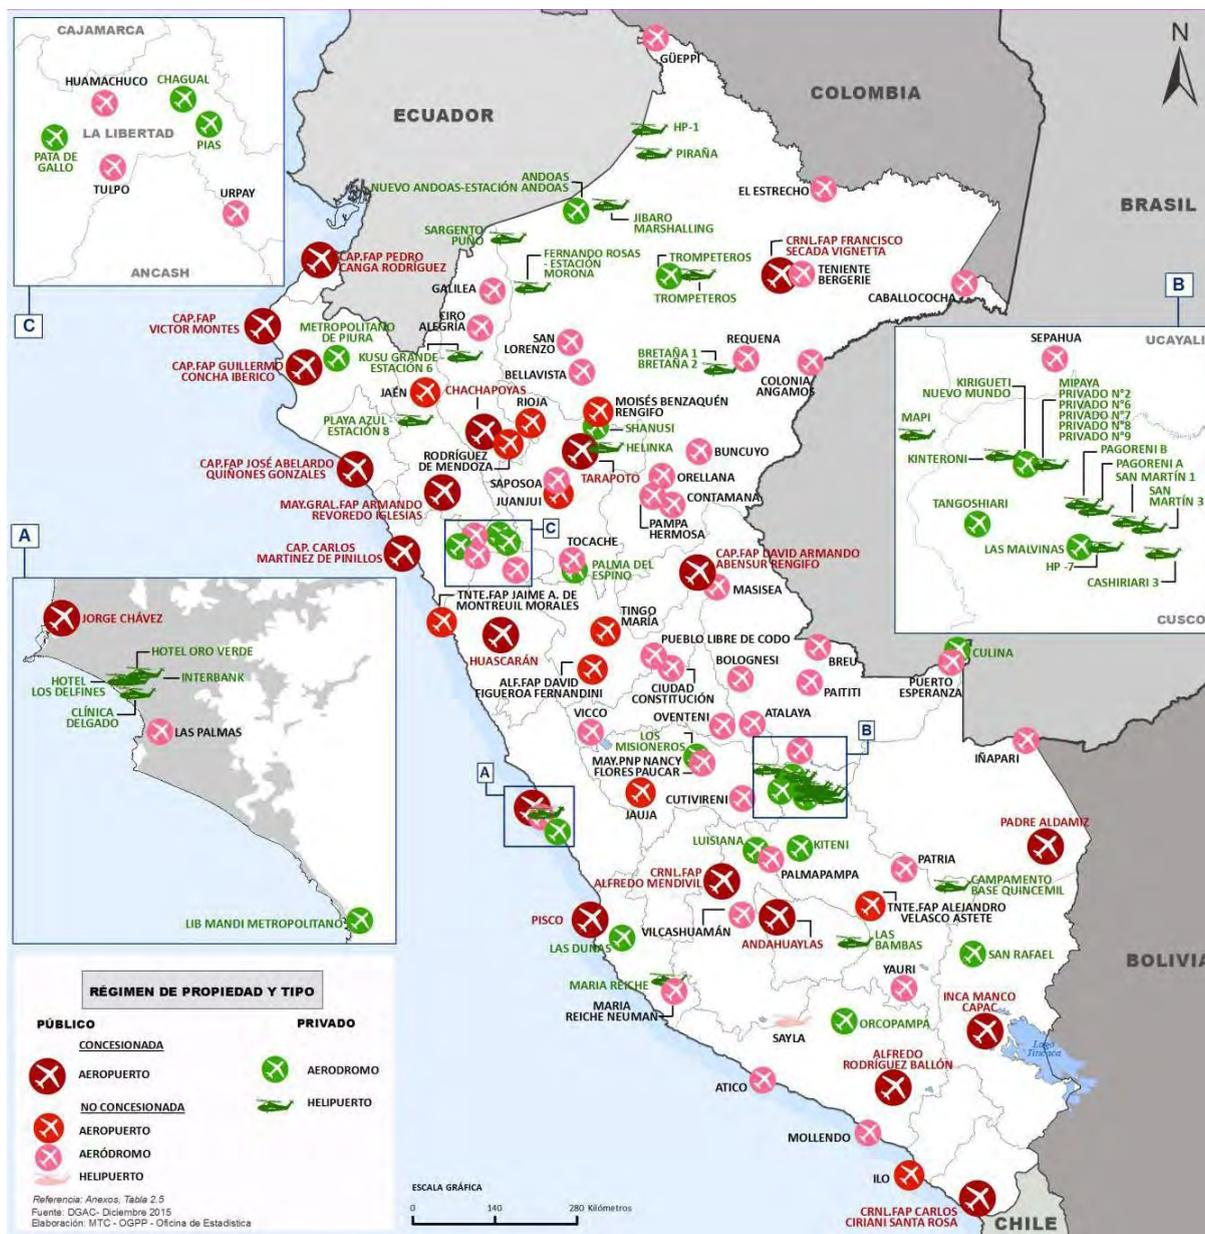 CAJAMARCA
HUAMACHUCO
CHAGUAL
LA LIBERTAD
PATA DE
GALLO
PIAS
TULPO
URPAY
ANCASH
C
ECUADOR
COLOMBIA
BRASIL
BOLIVIA
CHILE
N
GÜEPPI
HP-1
PIRAÑA
EL ESTRECHO
ANDOAS
NUEVO ANDOAS-ESTACIÓN ANDOAS
JIBARO
MARSHALLING
SARGENTO
PUÑO
FERNANDO ROSAS
- ESTACIÓN
MORONA
CAP.FAP PEDRO
CANGA RODRÍGUEZ
GALILEA
TROMPETEROS
TROMPETEROS
CRNL.FAP FRANCISCO
SECADA VIGNETTA
TENIENTE
BERGERIE
CABALLOCOCHA
CAP.FAP
VICTOR MONTES
METROPOLITANO
DE PIURA
CIRO
ALEGRÍA
KUSU GRANDE
ESTACIÓN 6
SAN
LORENZO
BELLAVISTA
BRETAÑA 1
BRETAÑA 2
REQUENA
COLONIA
ANGAMOS
CAP.FAP GUILLERMO
CONCHA IBERICO
JAÉN
CHACHAPOYAS
RIOJA
MOISÉS BENZAQUÉN
RENGIFO
SHANUSI
PLAYA AZUL -
ESTACIÓN 8
HELINKA
RODRÍGUEZ
DE MENDOZA
TARAPOTO
BUNCUYO
CAP.FAP JOSÉ ABELARDO
QUIÑONES GONZALES
SAPOSOA
JUANJUI
ORELLANA
CONTAMANA
PAMPA
HERMOSA
MAY.GRAL.FAP ARMANDO
REVOREDO IGLESIAS
C
CAP. CARLOS
MARTINEZ DE PINILLOS
TOCACHE
PALMA DEL
ESPINO
CAP.FAP DAVID ARMANDO
ABENSUR RENGIFO
MASISEA
TNTE.FAP JAIME A. DE
MONTREUIL MORALES
HUASCARÁN
TINGO
MARÍA
ALF.FAP DAVID
FIGUEROA FERNANDINI
PUEBLO LIBRE DE CODO
CIUDAD
CONSTITUCIÓN
BOLOGNESI
BREU
PAITITI
PUERTO
ESPERANZA
CULINA
VICCO
OVENTENI
ATALAYA
LOS
MISIONEROS
MAY.PNP NANCY
FLORES PAUCAR
B
IÑAPARI
A
JAUJA
CUTIVIRENI
PADRE ALDAMIZ
LUISIANA
KITENI
PALMAPAMPA
PATRIA
CRNL.FAP
ALFREDO MENDIVIL
CAMPAMENTO
BASE QUINCEMIL
TNTE.FAP ALEJANDRO
VELASCO ASTETE
PISCO
LAS DUNAS
VILCASHUAMÁN
ANDAHUAYLAS
LAS
BAMBAS
SAN RAFAEL
MARIA REICHE
MARIA
REICHE NEUMAN
YAURI
INCA MANCO
CAPAC
SAYLA
ORCOPAMPA
Lago
Titicaca
ALFREDO
RODRÍGUEZ BALLÓN
ATICO
MOLLENDO
ILO
CRNL.FAP CARLOS
CIRIANI SANTA ROSA
B
SEPAHUA
UCAYALI
KIRIGUETI
NUEVO MUNDO
MIPAYA
PRIVADO N°2
PRIVADO N°6
PRIVADO N°7
PRIVADO N°8
PRIVADO N°9
MAPI
KINTERONI
PAGORENI B
PAGORENI A
SAN MARTÍN 1
SAN
MARTÍN 3
TANGOSHIARI
LAS MALVINAS
HP -7
CASHIRIARI 3
CUSCO
A
JORGE CHÁVEZ
HOTEL ORO VERDE
HOTEL
LOS DELFINES
INTERBANK
CLÍNICA
DELGADO
LAS PALMAS
LIB MANDI METROPOLITANO
RÉGIMEN DE PROPIEDAD Y TIPO
PÚBLICO
PRIVADO
CONCESIONADA
AEROPUERTO
AERODROMO
HELIPUERTO
NO CONCESIONADA
AEROPUERTO
AERÓDROMO
HELIPUERTO
Referencia: Anexos, Tabla 2.5
Fuente: DGAC- Diciembre 2015
Elaboración: MTC - OGPP - Oficina de Estadística
ESCALA GRÁFICA
0 140 280 Kilómetros